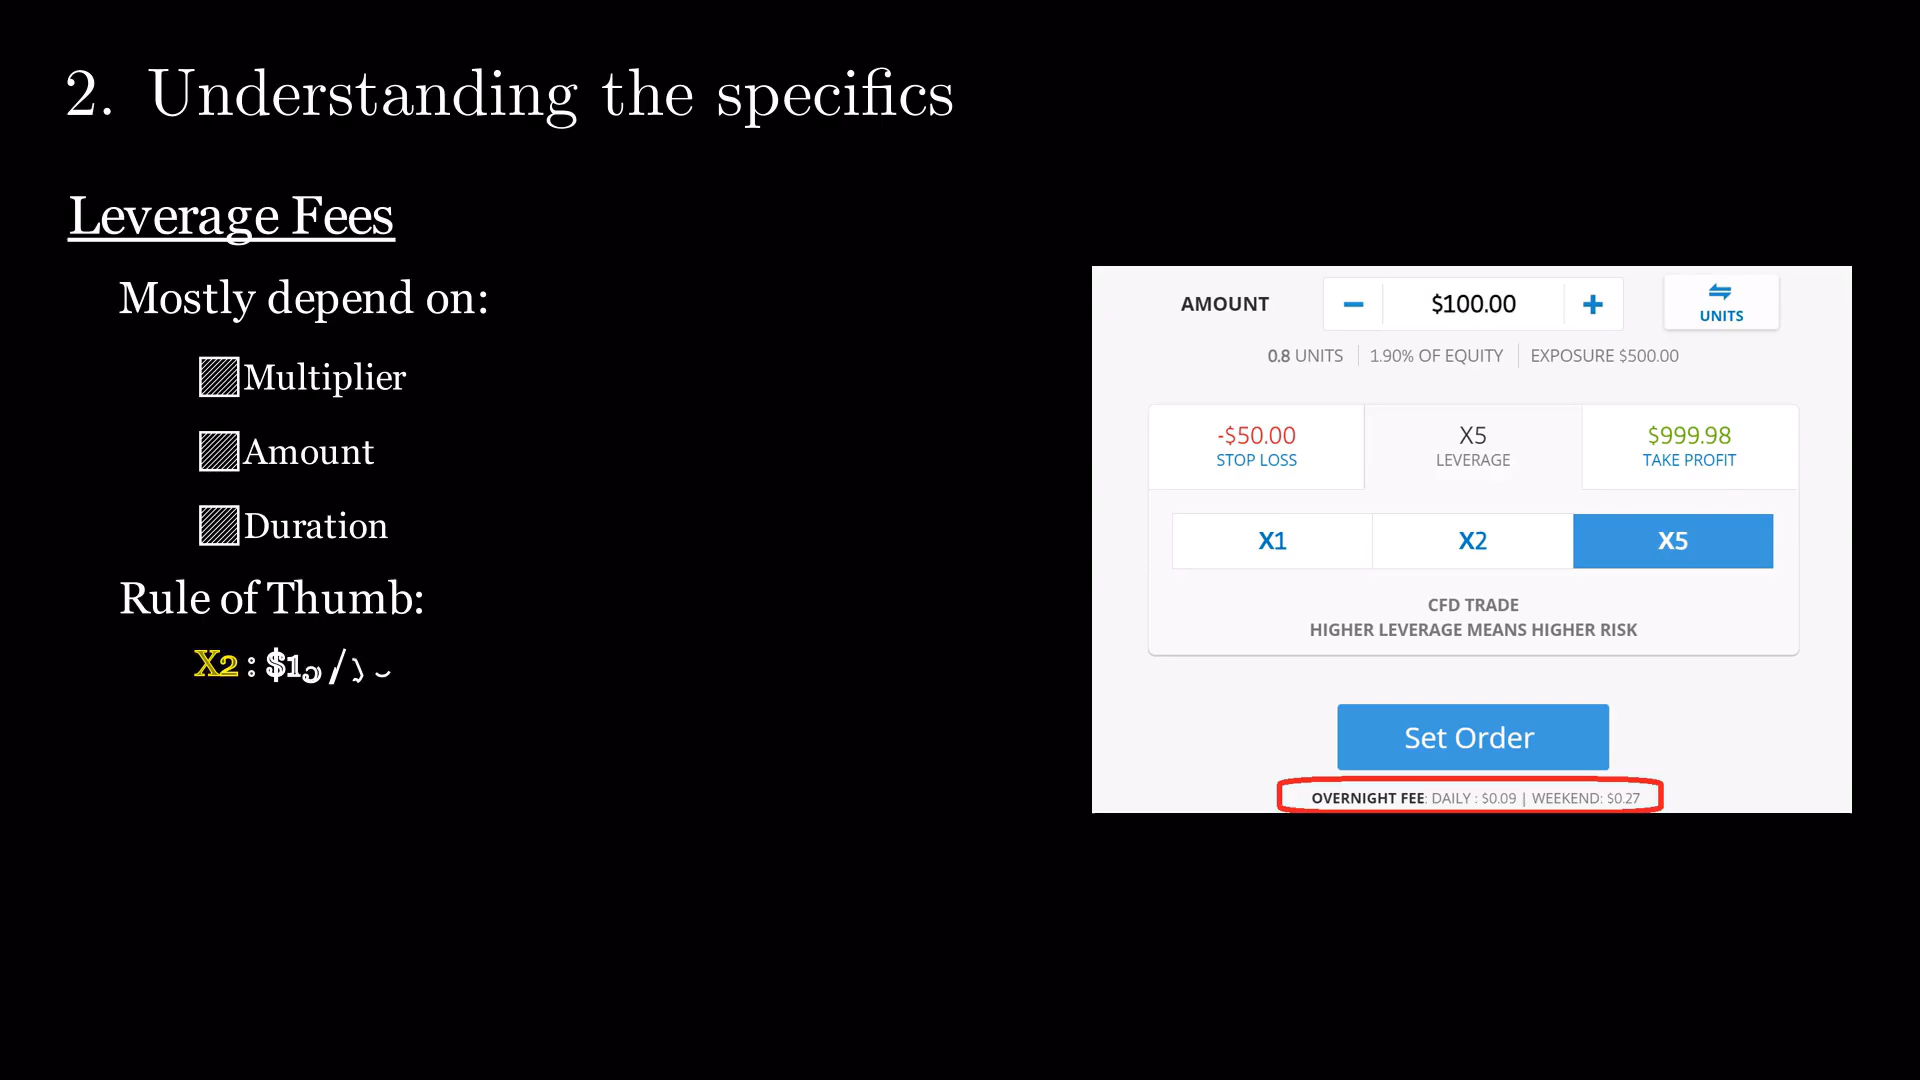 2. Understanding the specifics
Leverage Fees
Mostly depend on:
Multiplier
Amount
Duration
Rule of Thumb:
X2 : $1
AMOUNT − $100.00 + UNITS
0.8 UNITS | 1.90% OF EQUITY | EXPOSURE $500.00
-$50.00 X5 $999.98
STOP LOSS LEVERAGE TAKE PROFIT
X1 X2 X5
CFD TRADE
HIGHER LEVERAGE MEANS HIGHER RISK
Set Order
OVERNIGHT FEE: DAILY : $0.09 | WEEKEND: $0.27